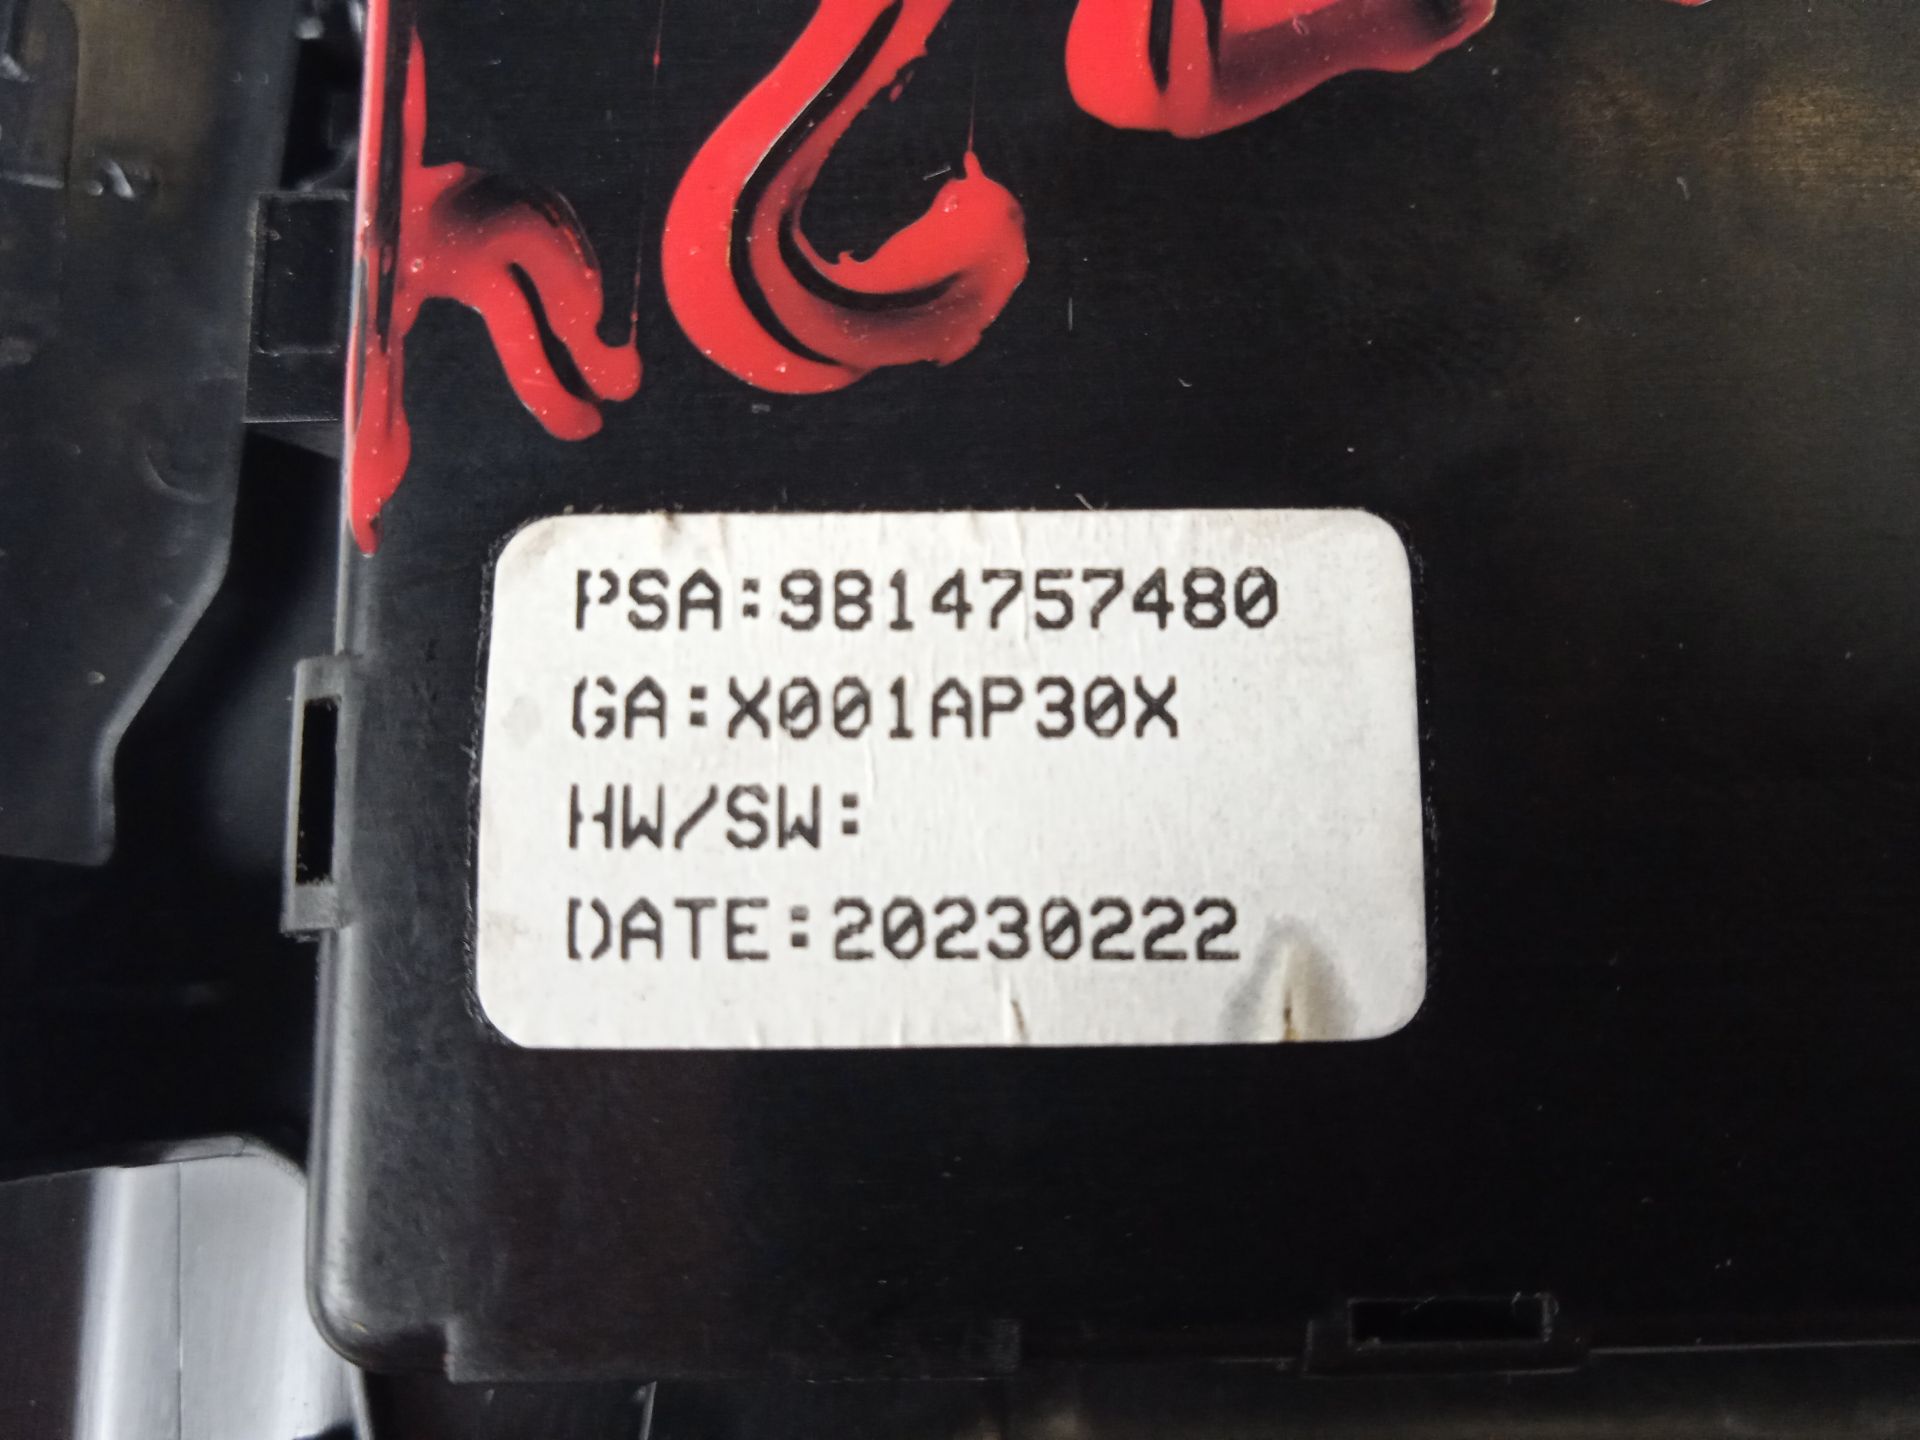 PSA:9814757480
GA:X001AP30X
HW/SW:
DATE:20230222